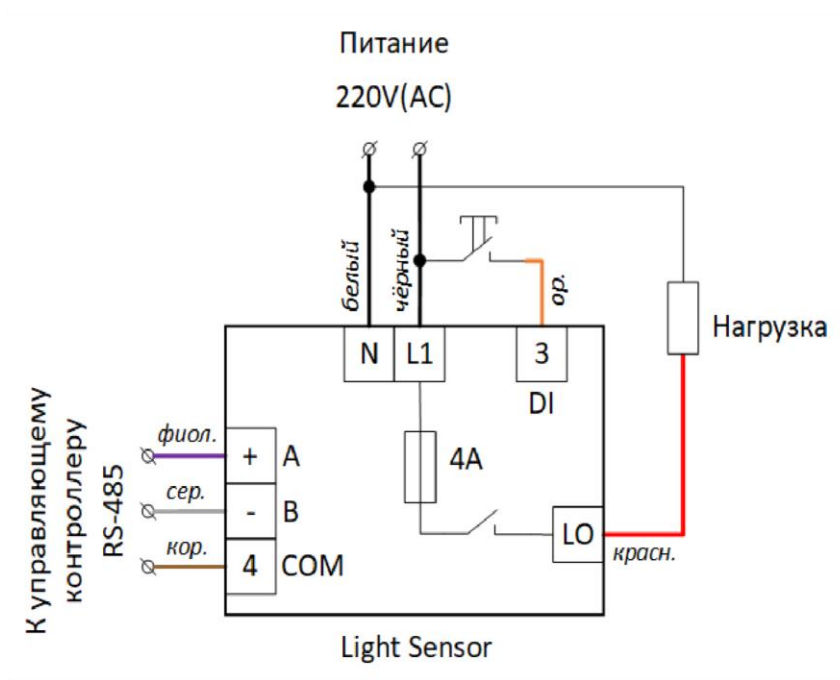 Питание
220V(AC)
белый
чёрный
ор.
N
L1
3
DI
Нагрузка
К управляющему
контроллеру
RS-485
фиол.
+
A
4A
сер.
-
B
кор.
4
COM
LO
красн.
Light Sensor